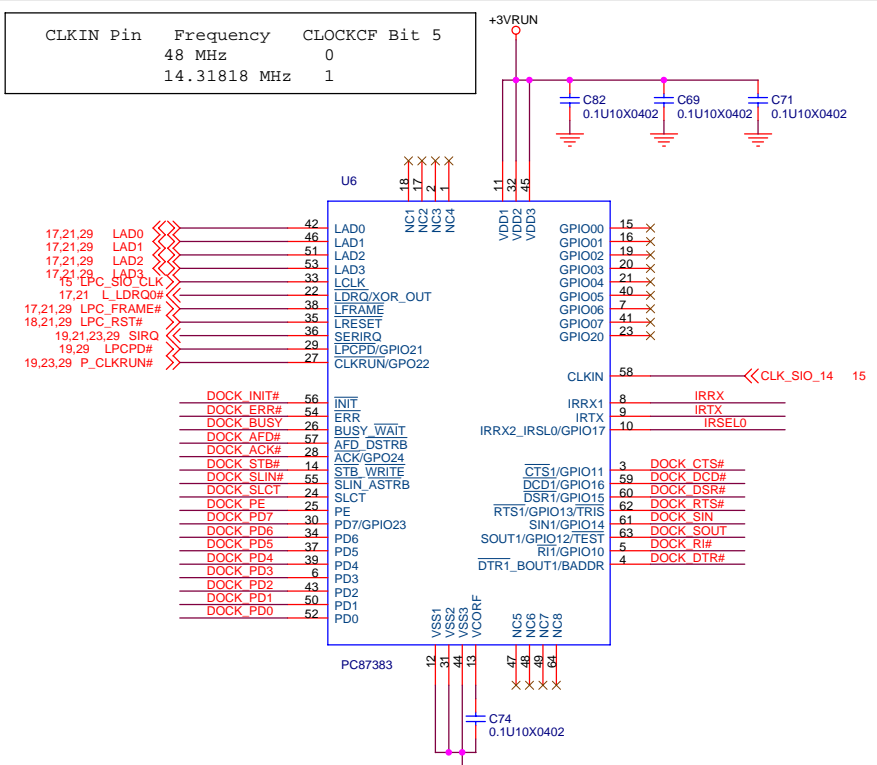 CLKIN Pin Frequency CLOCKCF Bit 5
48 MHz 0
14.31818 MHz 1
+3VRUN
C82
0.1U10X0402
C69
0.1U10X0402
C71
0.1U10X0402
U6
18 17 2 1
11 32 45
NC1 NC2 NC3 NC4
VDD1 VDD2 VDD3
17,21,29 LAD0 42 LAD0
17,21,29 LAD1 46 LAD1
17,21,29 LAD2 51 LAD2
17,21,29 LAD3 53 LAD3
15 LPC_SIO_CLK 33 LCLK
17,21 L_LDRQ0# 22 LDRQ/XOR_OUT
17,21,29 LPC_FRAME# 38 LFRAME
18,21,29 LPC_RST# 35 LRESET
19,21,23,29 SIRQ 36 SERIRQ
19,29 LPCPD# 29 LPCPD/GPIO21
19,23,29 P_CLKRUN# 27 CLKRUN/GPO22
GPIO00 15
GPIO01 16
GPIO02 19
GPIO03 20
GPIO04 21
GPIO05 40
GPIO06 7
GPIO07 41
GPIO20 23
CLKIN 58 CLK_SIO_14 15
IRRX1 8 IRRX
IRTX 9 IRTX
IRRX2_IRSL0/GPIO17 10 IRSEL0
DOCK_INIT# 56 INIT
DOCK_ERR# 54 ERR
DOCK_BUSY 26 BUSY_WAIT
DOCK_AFD# 57 AFD_DSTRB
DOCK_ACK# 28 ACK/GPO24
DOCK_STB# 14 STB_WRITE
DOCK_SLIN# 55 SLIN_ASTRB
DOCK_SLCT 24 SLCT
DOCK_PE 25 PE
DOCK_PD7 30 PD7/GPIO23
DOCK_PD6 34 PD6
DOCK_PD5 37 PD5
DOCK_PD4 39 PD4
DOCK_PD3 6 PD3
DOCK_PD2 43 PD2
DOCK_PD1 50 PD1
DOCK_PD0 52 PD0
CTS1/GPIO11 3 DOCK_CTS#
DCD1/GPIO16 59 DOCK_DCD#
DSR1/GPIO15 60 DOCK_DSR#
RTS1/GPIO13/TRIS 62 DOCK_RTS#
SIN1/GPIO14 61 DOCK_SIN
SOUT1/GPIO12/TEST 63 DOCK_SOUT
RI1/GPIO10 5 DOCK_RI#
DTR1_BOUT1/BADDR 4 DOCK_DTR#
VSS1 VSS2 VSS3 VCORF
NC5 NC6 NC7 NC8
12 31 44 13
47 48 49 64
PC87383
C74
0.1U10X0402